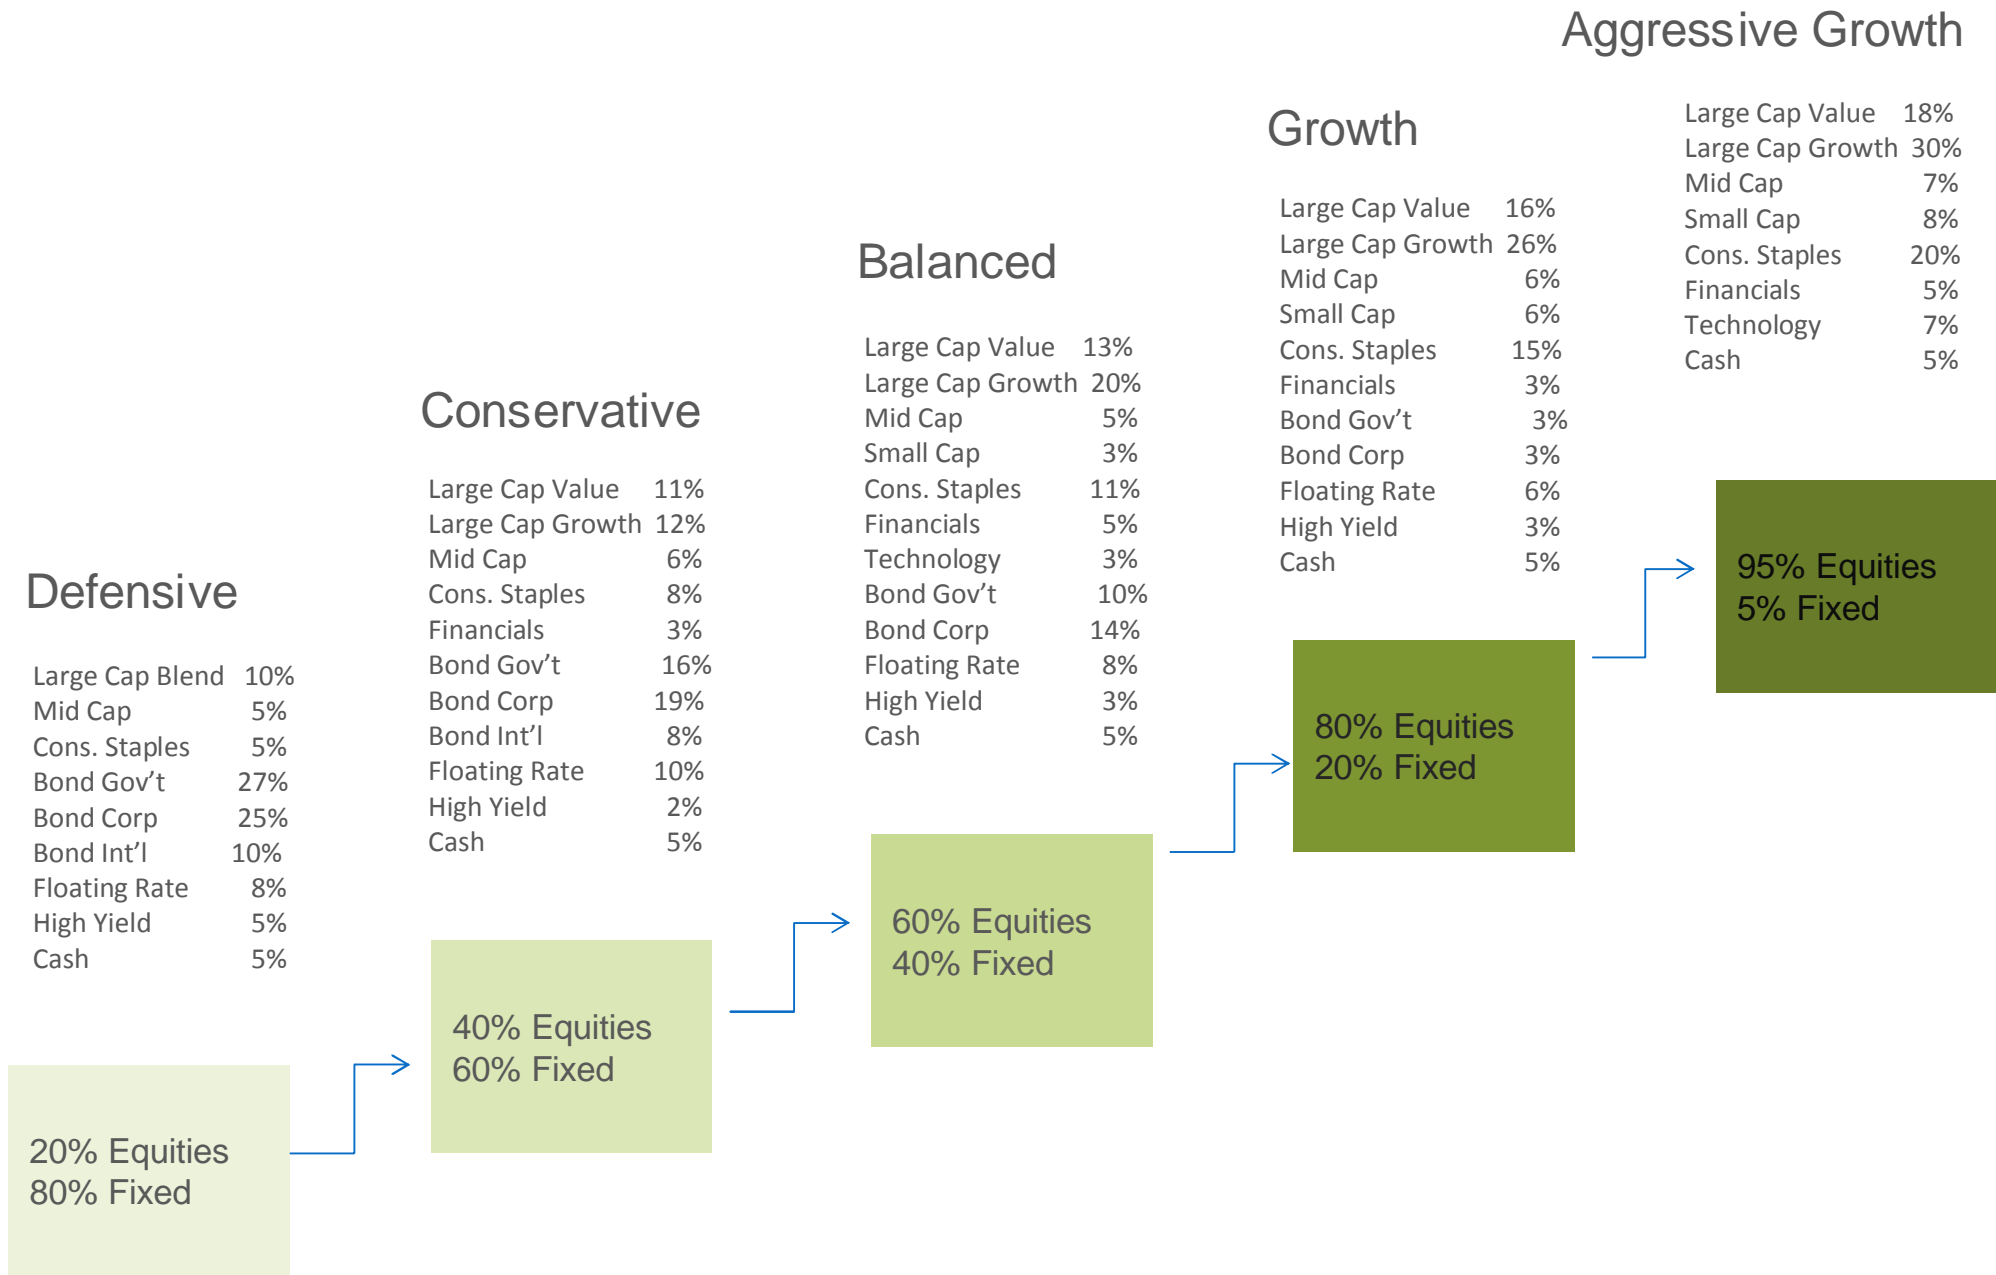 Aggressive Growth
Large Cap Value 18%
Large Cap Growth 30%
Mid Cap 7%
Small Cap 8%
Cons. Staples 20%
Financials 5%
Technology 7%
Cash 5%
95% Equities
5% Fixed
Growth
Large Cap Value 16%
Large Cap Growth 26%
Mid Cap 6%
Small Cap 6%
Cons. Staples 15%
Financials 3%
Bond Gov’t 3%
Bond Corp 3%
Floating Rate 6%
High Yield 3%
Cash 5%
80% Equities
20% Fixed
Balanced
Large Cap Value 13%
Large Cap Growth 20%
Mid Cap 5%
Small Cap 3%
Cons. Staples 11%
Financials 5%
Technology 3%
Bond Gov’t 10%
Bond Corp 14%
Floating Rate 8%
High Yield 3%
Cash 5%
60% Equities
40% Fixed
Conservative
Large Cap Value 11%
Large Cap Growth 12%
Mid Cap 6%
Cons. Staples 8%
Financials 3%
Bond Gov’t 16%
Bond Corp 19%
Bond Int’l 8%
Floating Rate 10%
High Yield 2%
Cash 5%
40% Equities
60% Fixed
Defensive
Large Cap Blend 10%
Mid Cap 5%
Cons. Staples 5%
Bond Gov’t 27%
Bond Corp 25%
Bond Int’l 10%
Floating Rate 8%
High Yield 5%
Cash 5%
20% Equities
80% Fixed